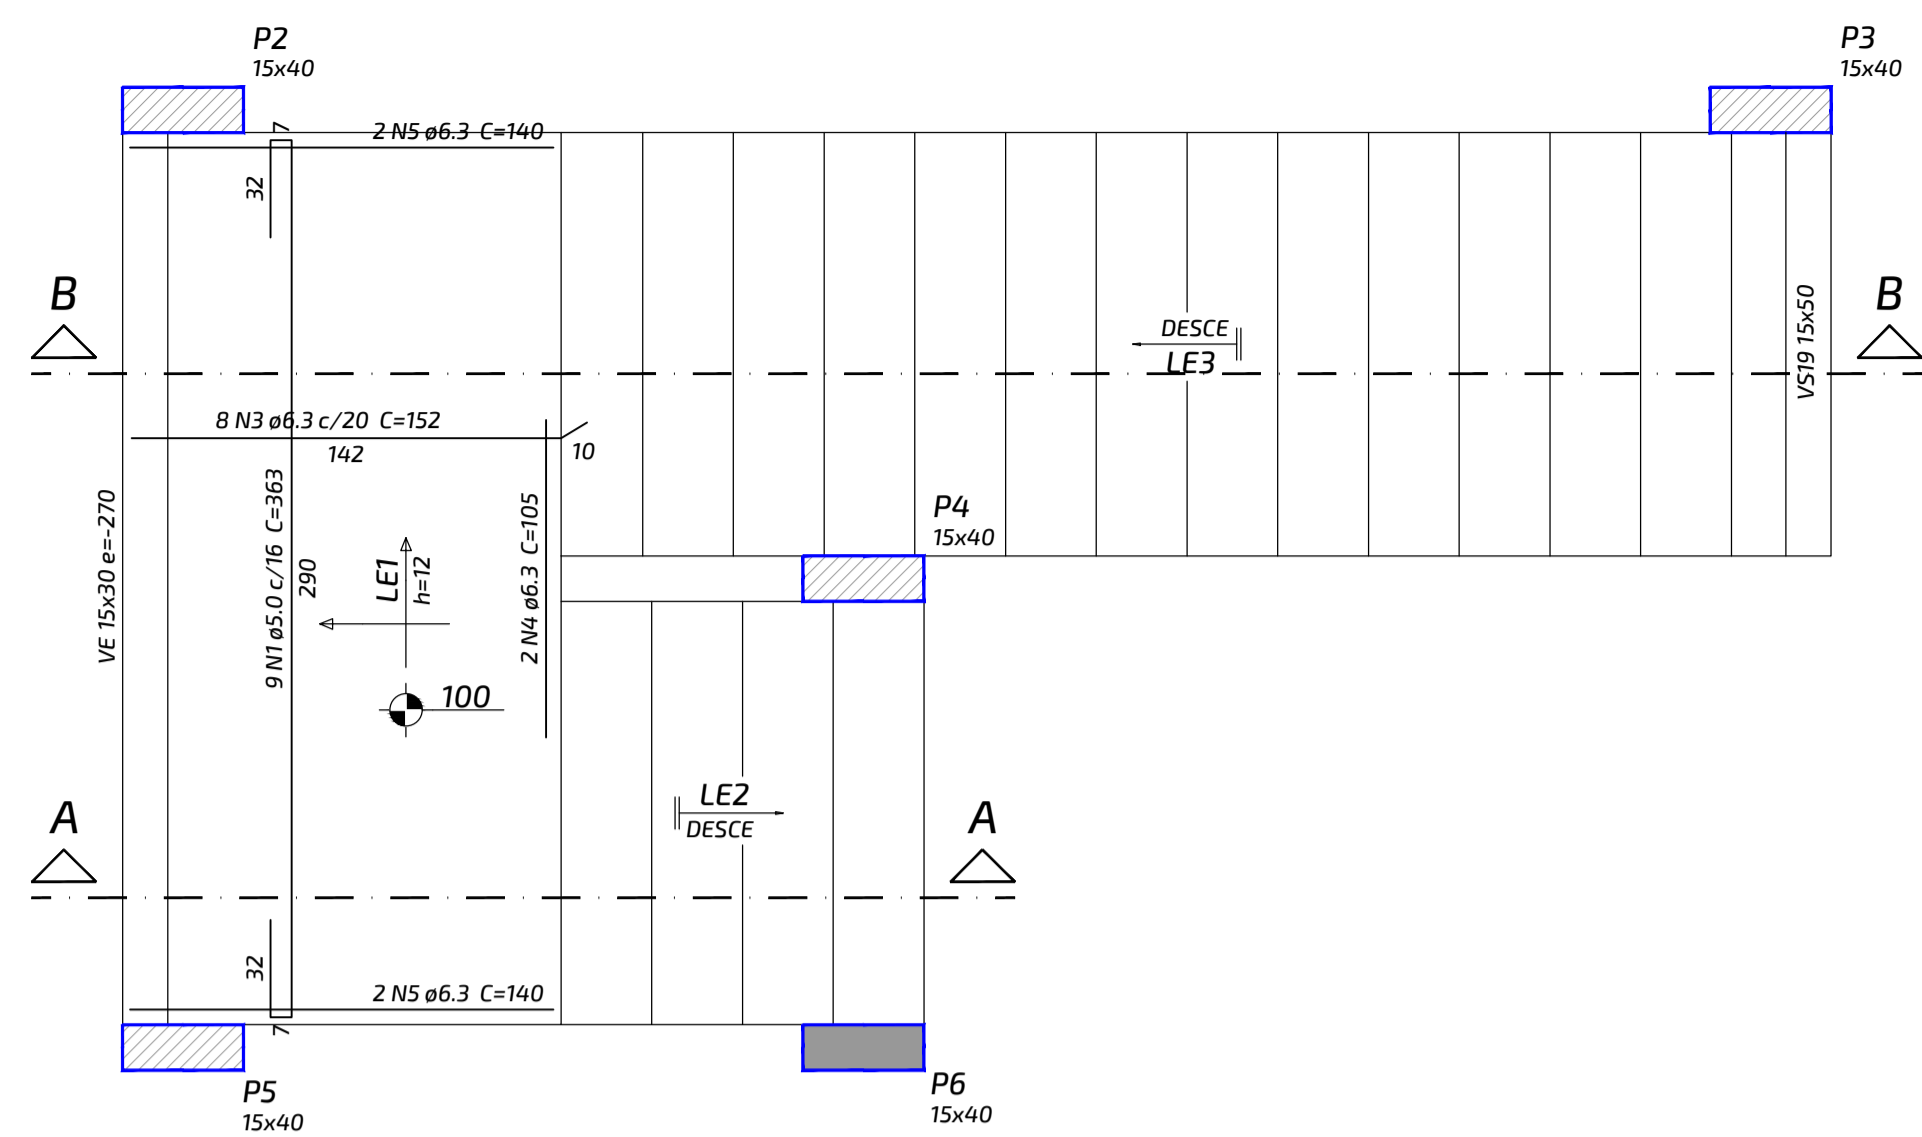 P2
15x40
P3
15x40
7
2 N5 ø6.3 C=140
32
B
B
DESCE
LE3
VS19 15x50
8 N3 ø6.3 c/20 C=152
142
10
VE 15x30 e=-270
9 N1 ø5.0 c/16 C=363
290
LE1
h=12
2 N4 ø6.3 C=105
P4
15x40
100
LE2
DESCE
A
A
32
2 N5 ø6.3 C=140
7
P5
15x40
P6
15x40